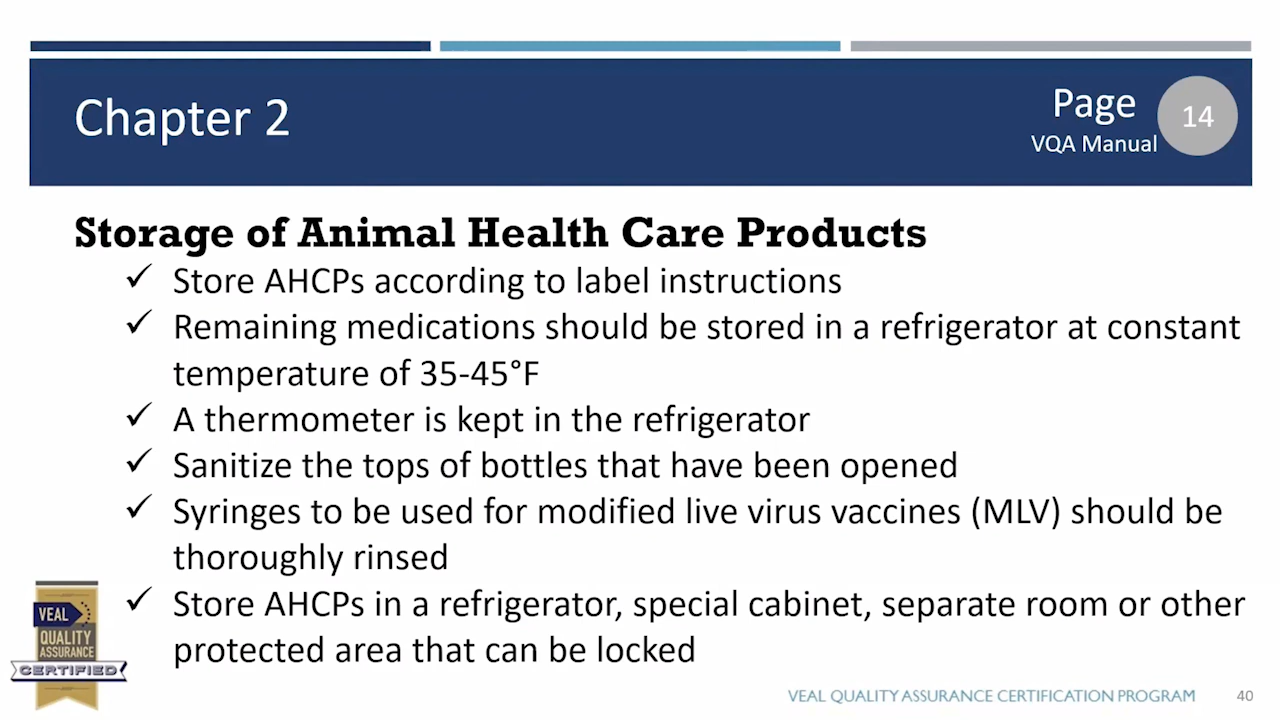 Chapter 2
Page
VQA Manual
14
Storage of Animal Health Care Products
✓ Store AHCPs according to label instructions
✓ Remaining medications should be stored in a refrigerator at constant
temperature of 35-45°F
✓ A thermometer is kept in the refrigerator
✓ Sanitize the tops of bottles that have been opened
✓ Syringes to be used for modified live virus vaccines (MLV) should be
thoroughly rinsed
✓ Store AHCPs in a refrigerator, special cabinet, separate room or other
protected area that can be locked
VEAL
QUALITY
ASSURANCE
CERTIFIED
VEAL QUALITY ASSURANCE CERTIFICATION PROGRAM
40